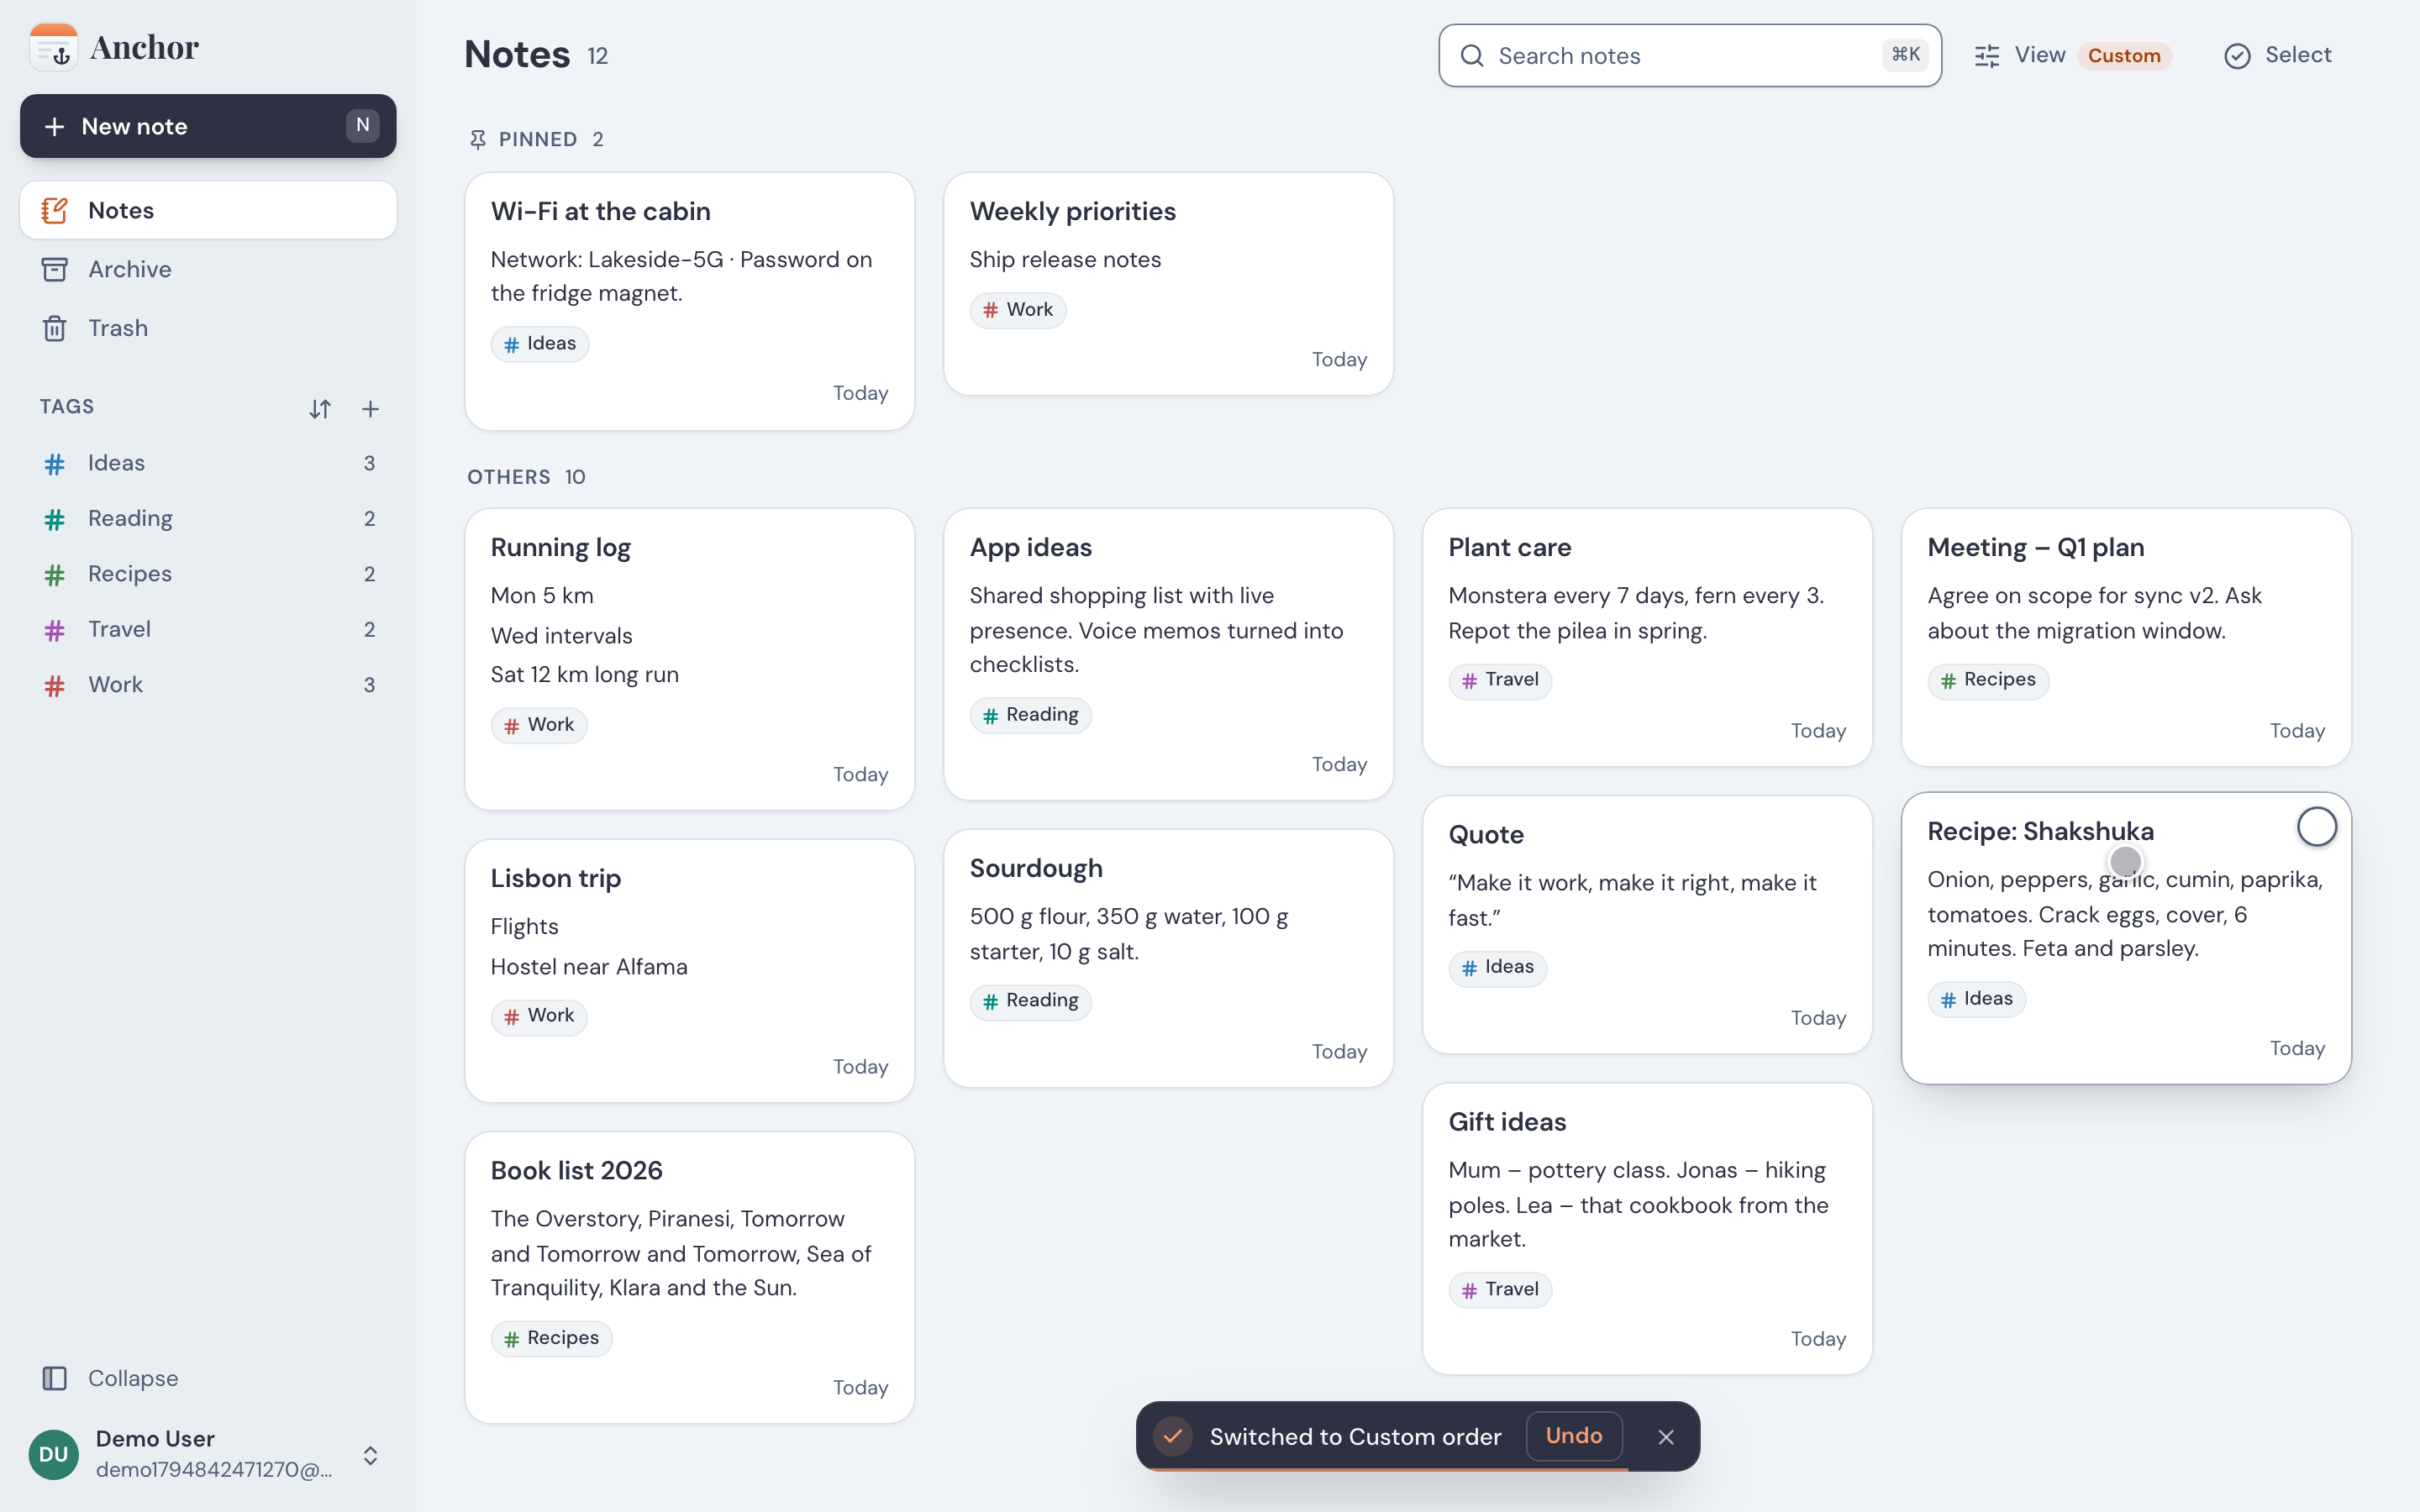 Anchor
New note
N
Notes
Archive
Trash
TAGS
Ideas 3
Reading 2
Recipes 2
Travel 2
Work 3
Collapse
DU
Demo User
demo1794842471270@...
Notes 12
Search notes
⌘K
View
Custom
Select
PINNED 2
Wi-Fi at the cabin
Network: Lakeside-5G · Password on
the fridge magnet.
# Ideas
Today
Weekly priorities
Ship release notes
# Work
Today
OTHERS 10
Running log
Mon 5 km
Wed intervals
Sat 12 km long run
# Work
Today
Lisbon trip
Flights
Hostel near Alfama
# Work
Today
Book list 2026
The Overstory, Piranesi, Tomorrow
and Tomorrow and Tomorrow, Sea of
Tranquility, Klara and the Sun.
# Recipes
Today
App ideas
Shared shopping list with live
presence. Voice memos turned into
checklists.
# Reading
Today
Sourdough
500 g flour, 350 g water, 100 g
starter, 10 g salt.
# Reading
Today
Plant care
Monstera every 7 days, fern every 3.
Repot the pilea in spring.
# Travel
Today
Quote
“Make it work, make it right, make it
fast.”
# Ideas
Today
Gift ideas
Mum – pottery class. Jonas – hiking
poles. Lea – that cookbook from the
market.
# Travel
Today
Meeting – Q1 plan
Agree on scope for sync v2. Ask
about the migration window.
# Recipes
Today
Recipe: Shakshuka
Onion, peppers, garlic, cumin, paprika,
tomatoes. Crack eggs, cover, 6
minutes. Feta and parsley.
# Ideas
Today
Switched to Custom order
Undo